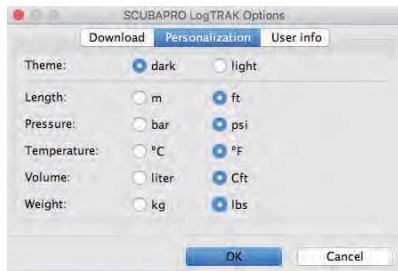 SCUBAPRO LogTRAK Options
Download Personalization User info
Theme: dark light
Length: m ft
Pressure: bar psi
Temperature: °C °F
Volume: liter Cft
Weight: kg lbs
OK Cancel